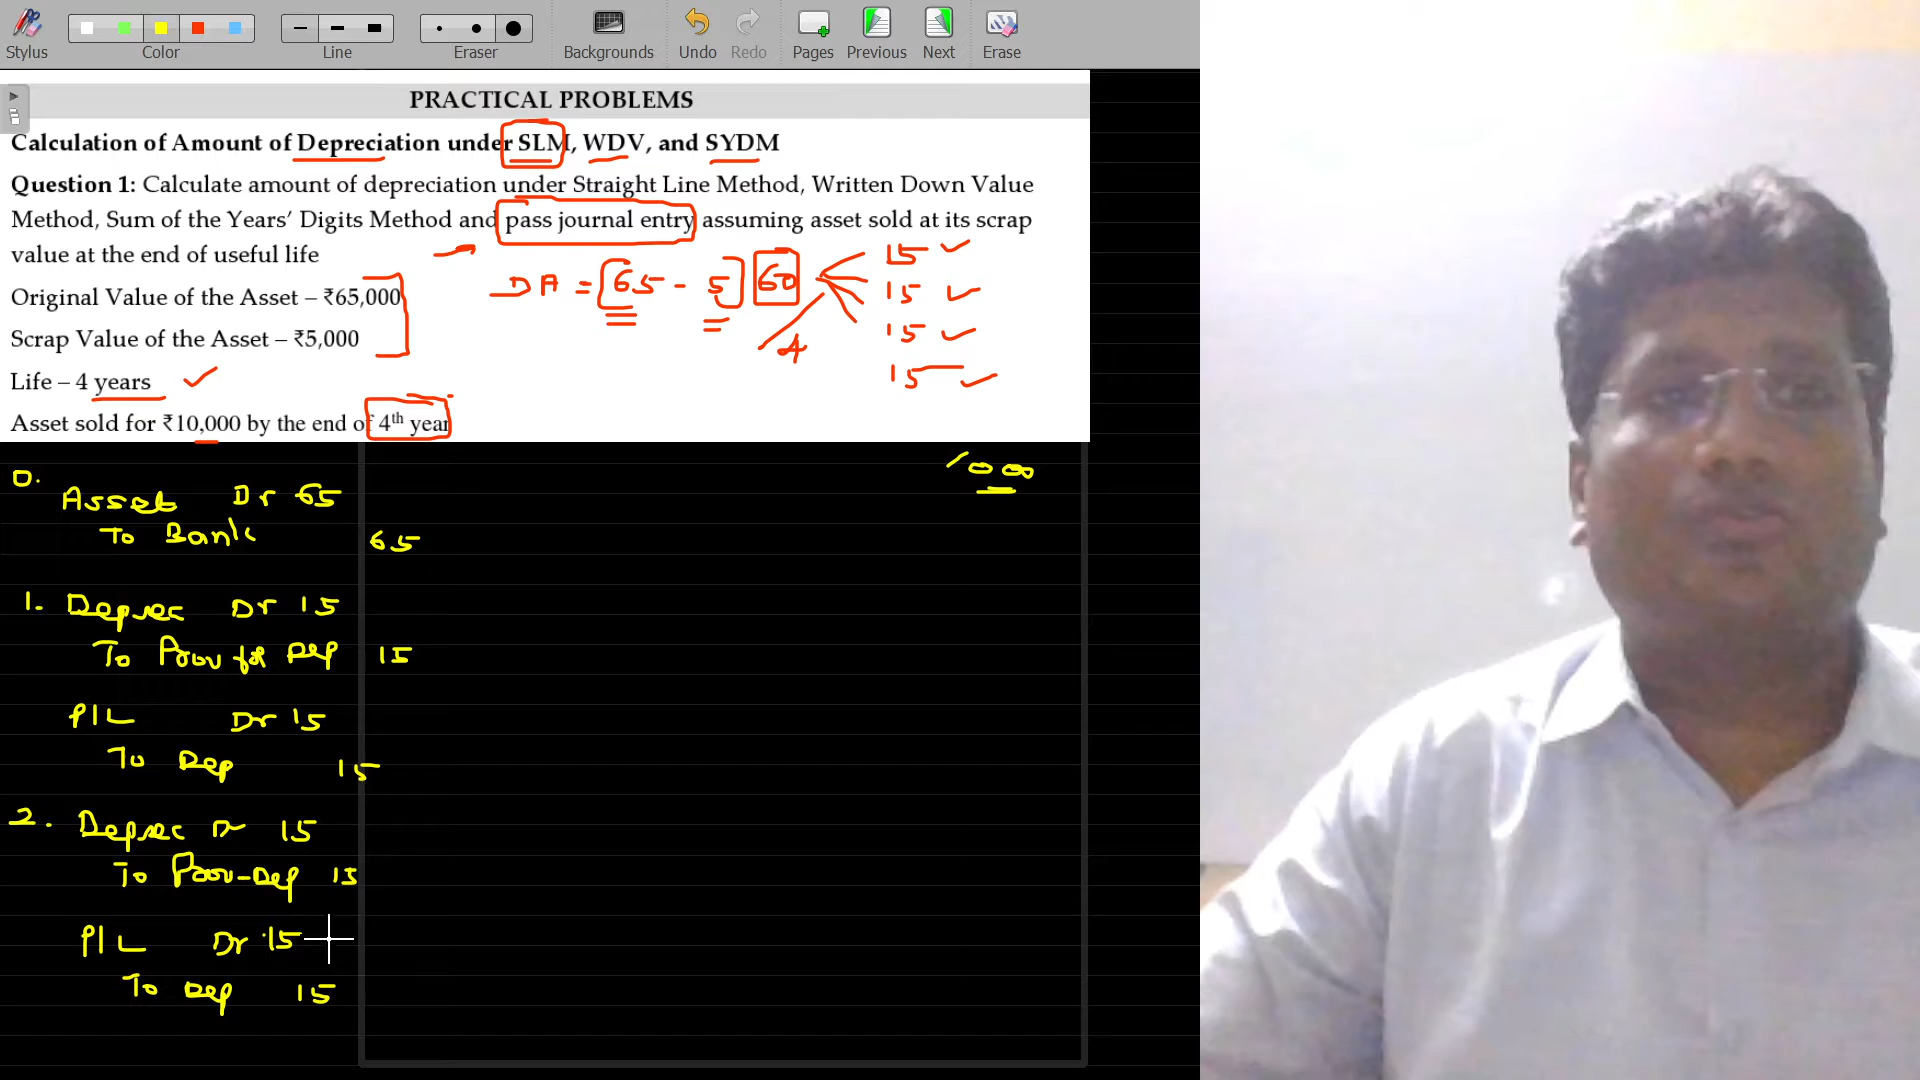 Stylus
Color
Line
Eraser
Backgrounds
Undo
Redo
Pages
Previous
Next
Erase
PRACTICAL PROBLEMS
Calculation of Amount of Depreciation under SLM, WDV, and SYDM
Question 1: Calculate amount of depreciation under Straight Line Method, Written Down Value
Method, Sum of the Years' Digits Method and pass journal entry assuming asset sold at its scrap
value at the end of useful life
Original Value of the Asset – ₹65,000
Scrap Value of the Asset – ₹5,000
Life – 4 years
Asset sold for ₹10,000 by the end of 4th year
DA = [65 - 5] 60
4
15
15
15
15
1000
0.
Asset Dr 65
To Bank 65
1. Deprec Dr 15
To Prov for Dep 15
P/L Dr 15
To Dep 15
2. Deprec Dr 15
To Prov-Dep 15
P/L Dr 15
To Dep 15